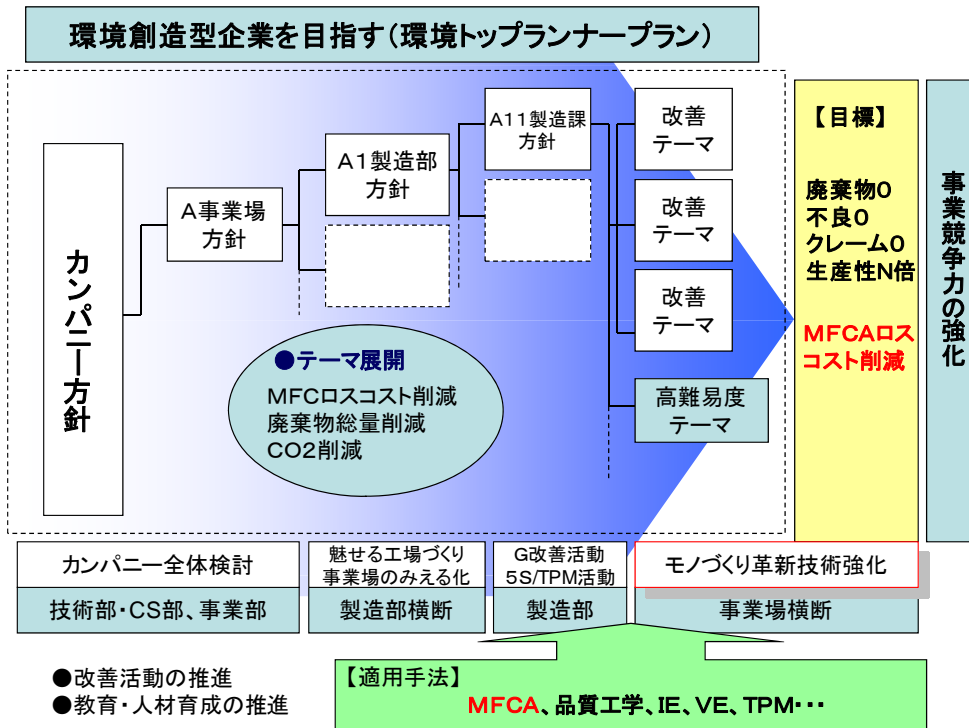 環境創造型企業を目指す（環境トップランナープラン）
カンパニー方針
A事業場
方針
A1製造部
方針
A11製造課
方針
改善
テーマ
改善
テーマ
改善
テーマ
高難易度
テーマ
●テーマ展開
MFCロスコスト削減
廃棄物総量削減
CO2削減
【目標】
廃棄物0
不良0
クレーム0
生産性N倍
MFCAロス
コスト削減
事業競争力の強化
カンパニー全体検討
技術部・CS部、事業部
魅せる工場づくり
事業場のみえる化
製造部横断
G改善活動
5S/TPM活動
製造部
モノづくり革新技術強化
事業場横断
●改善活動の推進
●教育・人材育成の推進
【適用手法】
MFCA、品質工学、IE、VE、TPM・・・